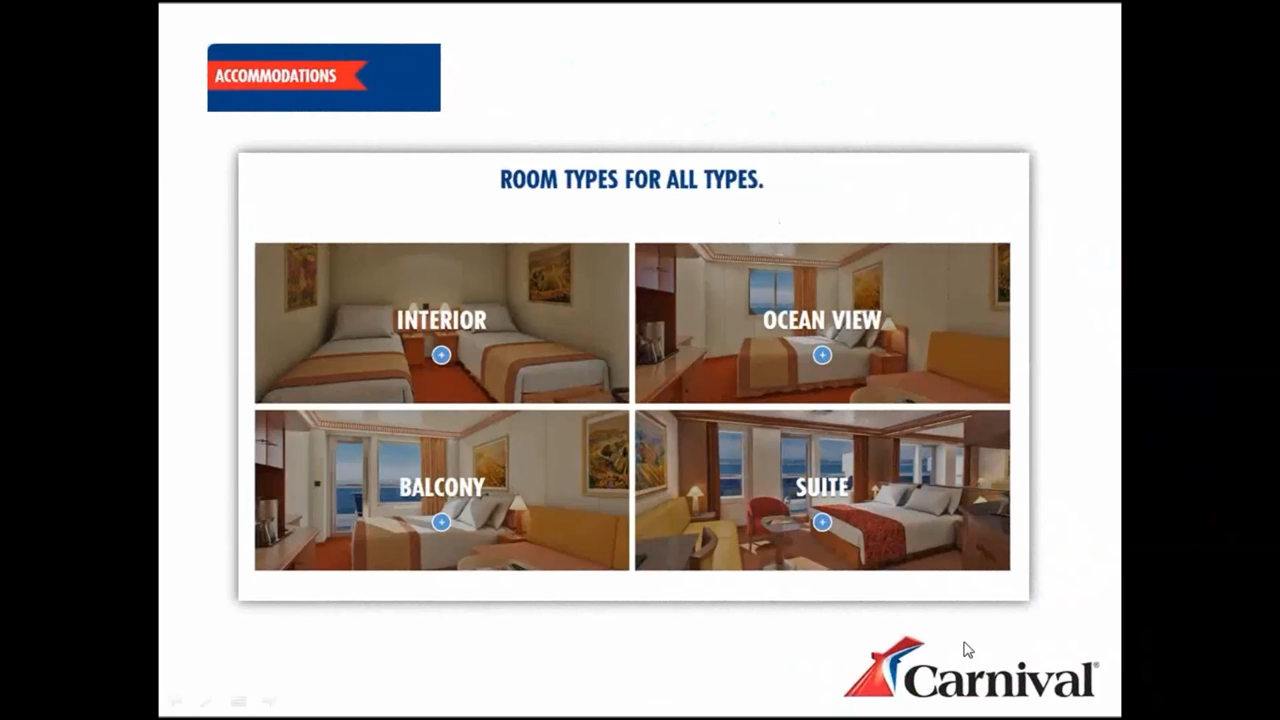 ACCOMMODATIONS
ROOM TYPES FOR ALL TYPES.
INTERIOR
OCEAN VIEW
BALCONY
SUITE
Carnival®